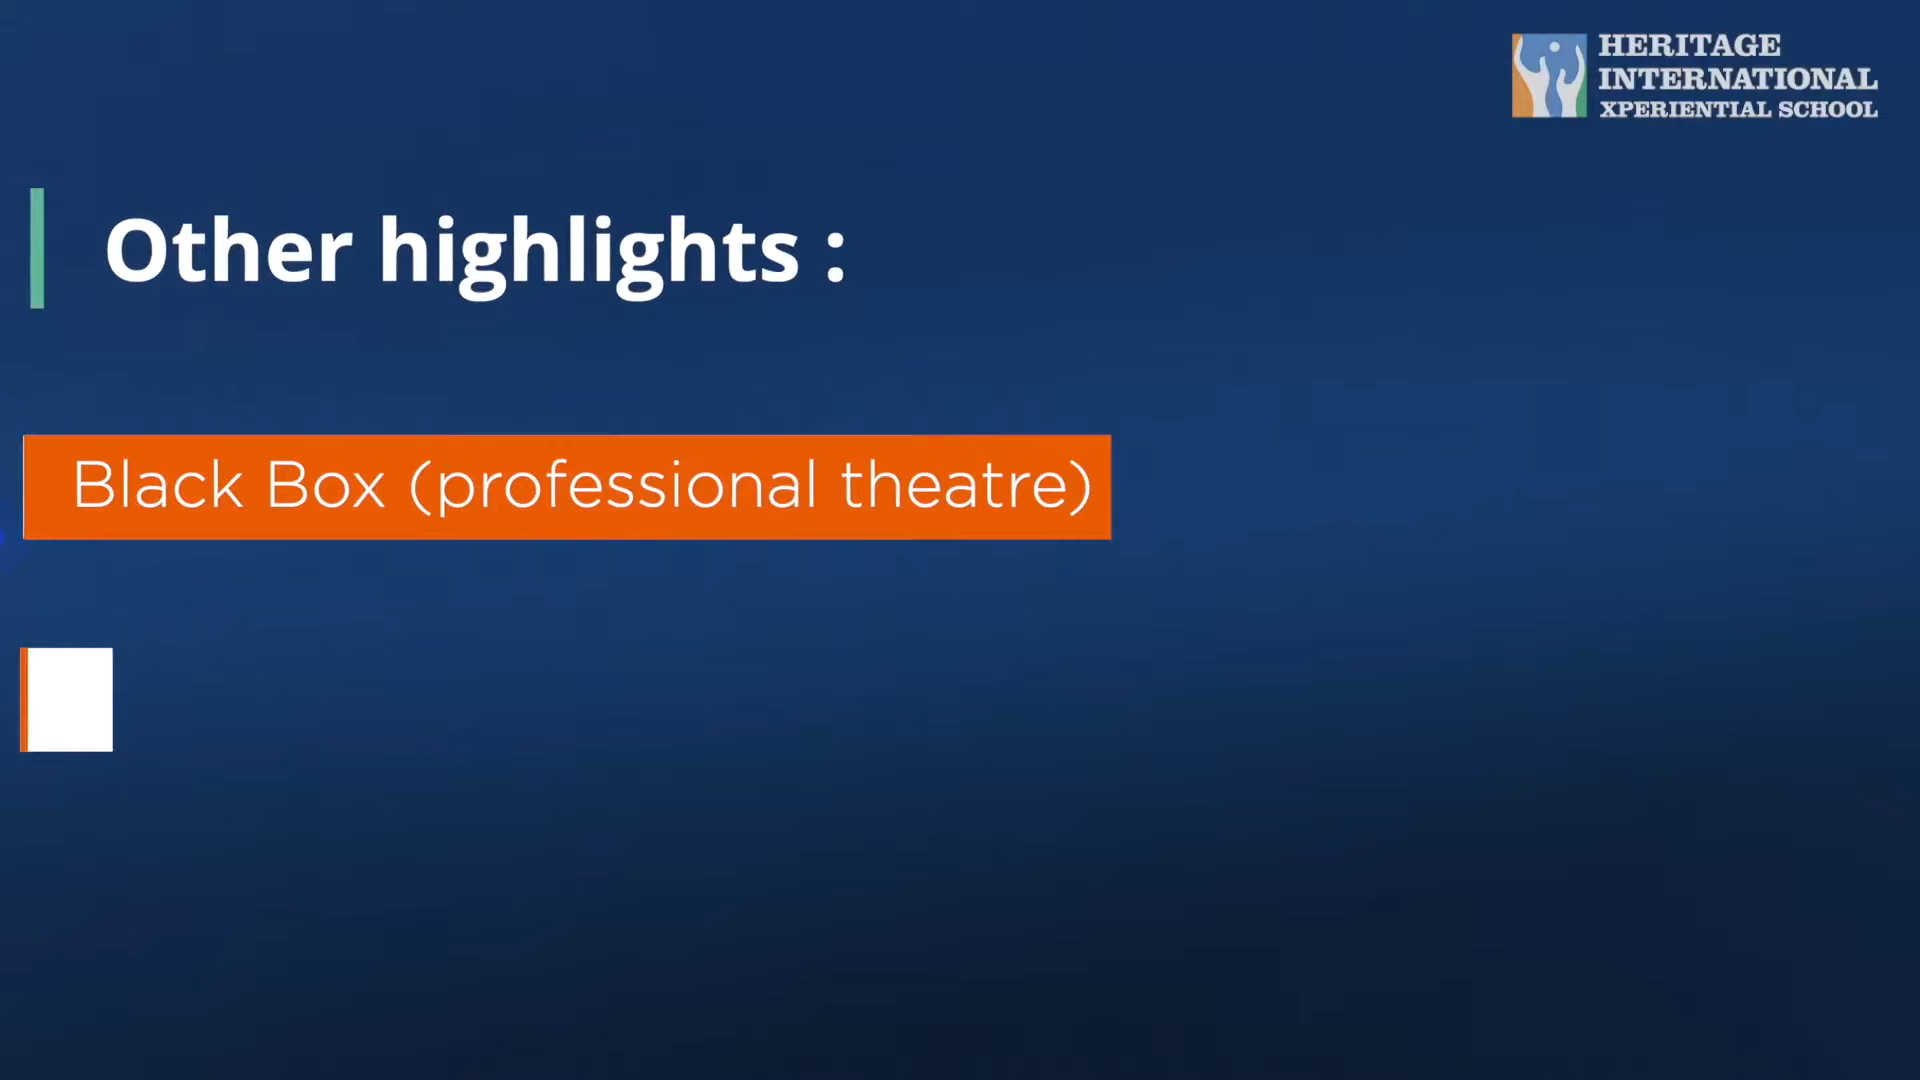 HERITAGE
INTERNATIONAL
XPERIENTIAL SCHOOL
Other highlights :
Black Box (professional theatre)